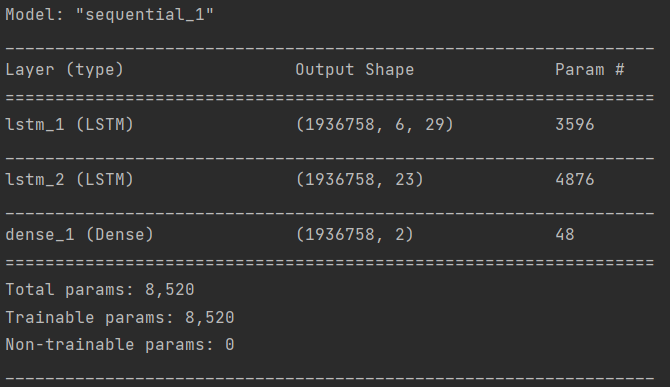 Model: "sequential_1"
_________________________________________________________________
Layer (type)                 Output Shape              Param #
=================================================================
lstm_1 (LSTM)                (1936758, 6, 29)          3596
_________________________________________________________________
lstm_2 (LSTM)                (1936758, 23)             4876
_________________________________________________________________
dense_1 (Dense)              (1936758, 2)              48
=================================================================
Total params: 8,520
Trainable params: 8,520
Non-trainable params: 0
_________________________________________________________________